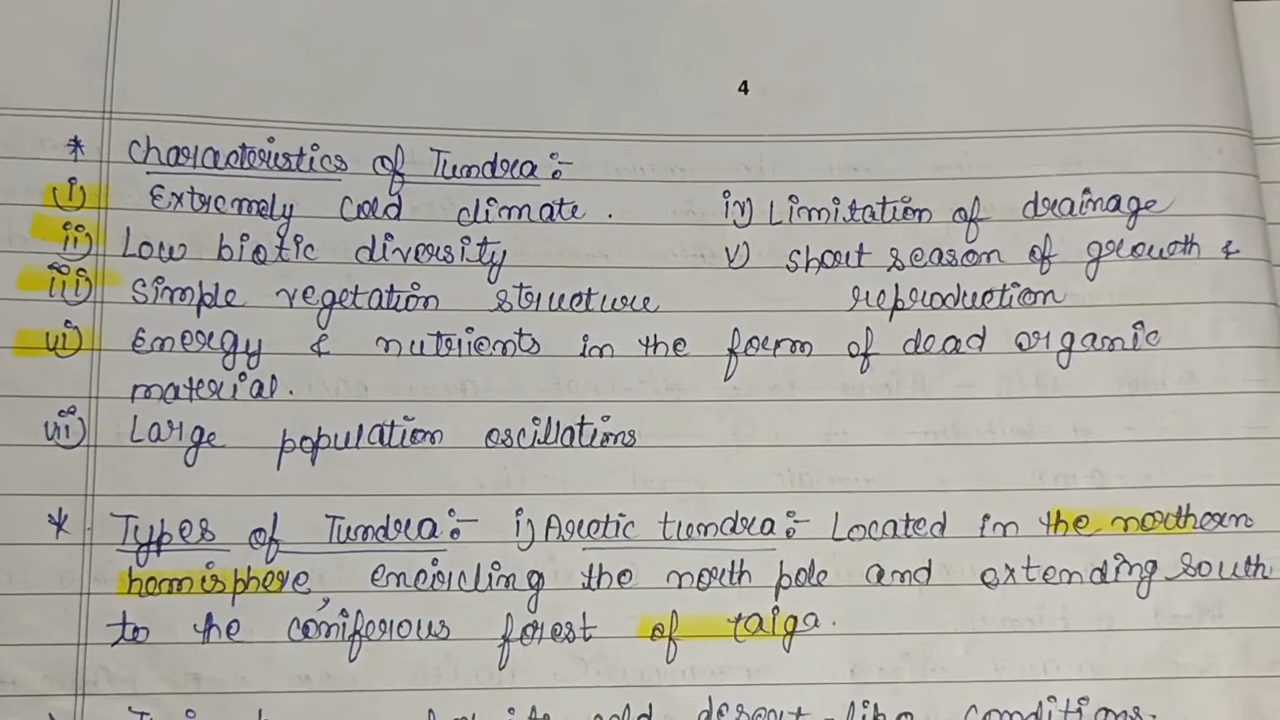 4
* Characteristics of Tundra :-
(i) Extremely Cold climate. iv) Limitation of drainage
ii) Low biotic diversity v) short season of growth &
iii) Simple vegetation structure reproduction
vi) Energy & nutrients in the form of dead organic
material.
vii) Large population oscillations
* Types of Tundra :- i) Arctic tundra :- Located in the northern
hemisphere, encircling the north pole and extending south
to the coniferous forest of taiga.
desert-like conditions.